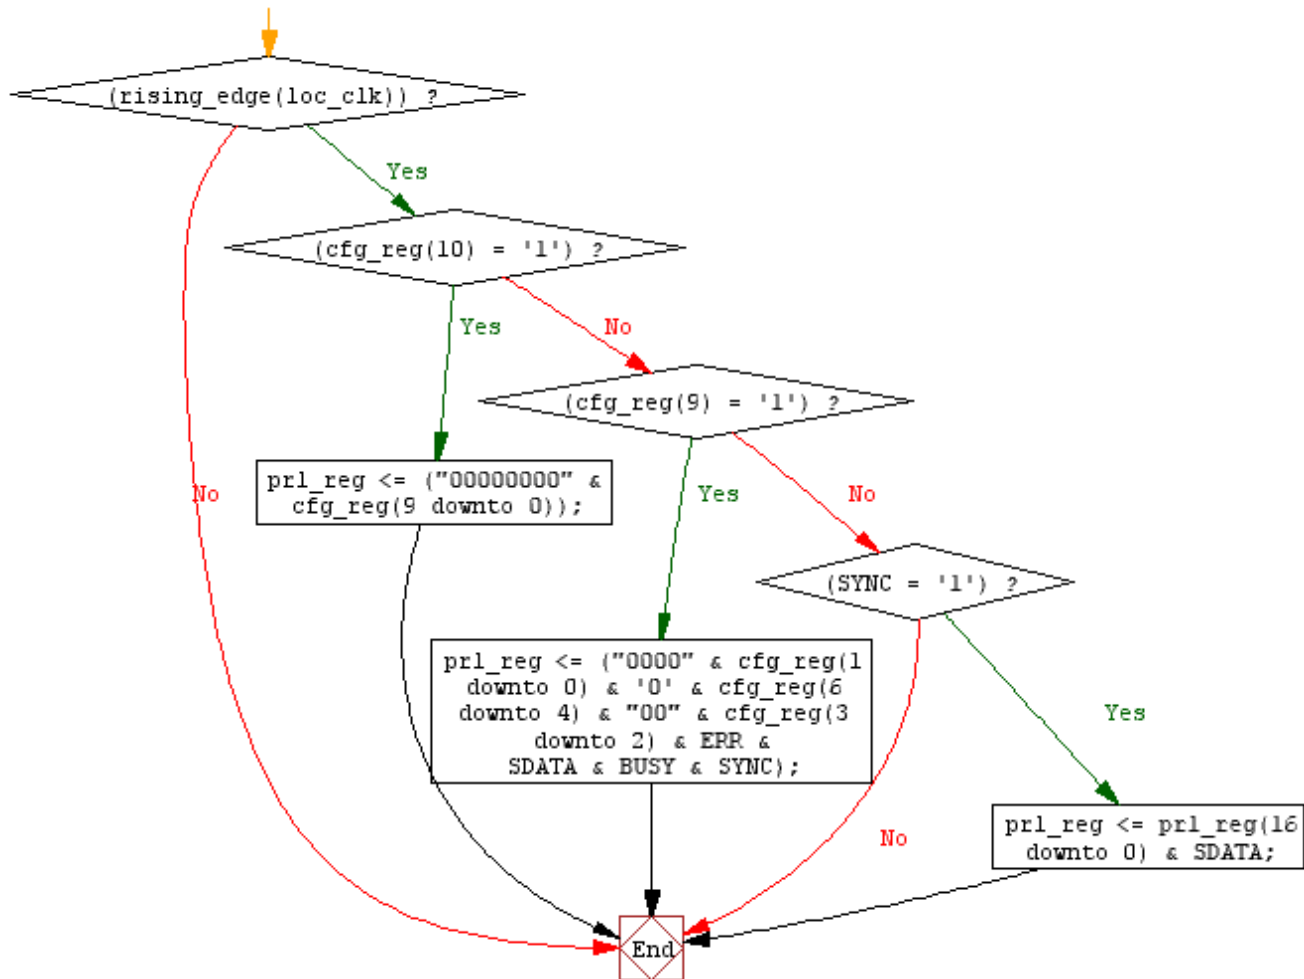 (rising_edge(loc_clk)) ?
Yes
(cfg_reg(10) = '1') ?
Yes
No
(cfg_reg(9) = '1') ?
prl_reg <= ("00000000" &
cfg_reg(9 downto 0));
No
Yes
No
(SYNC = '1') ?
prl_reg <= ("0000" & cfg_reg(1
downto 0) & '0' & cfg_reg(6
downto 4) & "00" & cfg_reg(3
downto 2) & ERR &
SDATA & BUSY & SYNC);
Yes
No
prl_reg <= prl_reg(16
downto 0) & SDATA;
End